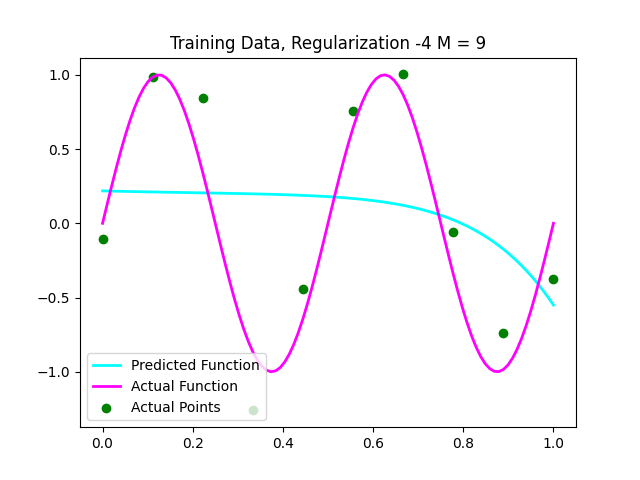 Training Data, Regularization -4 M = 9
1.0
0.5
0.0
−0.5
−1.0
Predicted Function
Actual Function
Actual Points
0.0 0.2 0.4 0.6 0.8 1.0